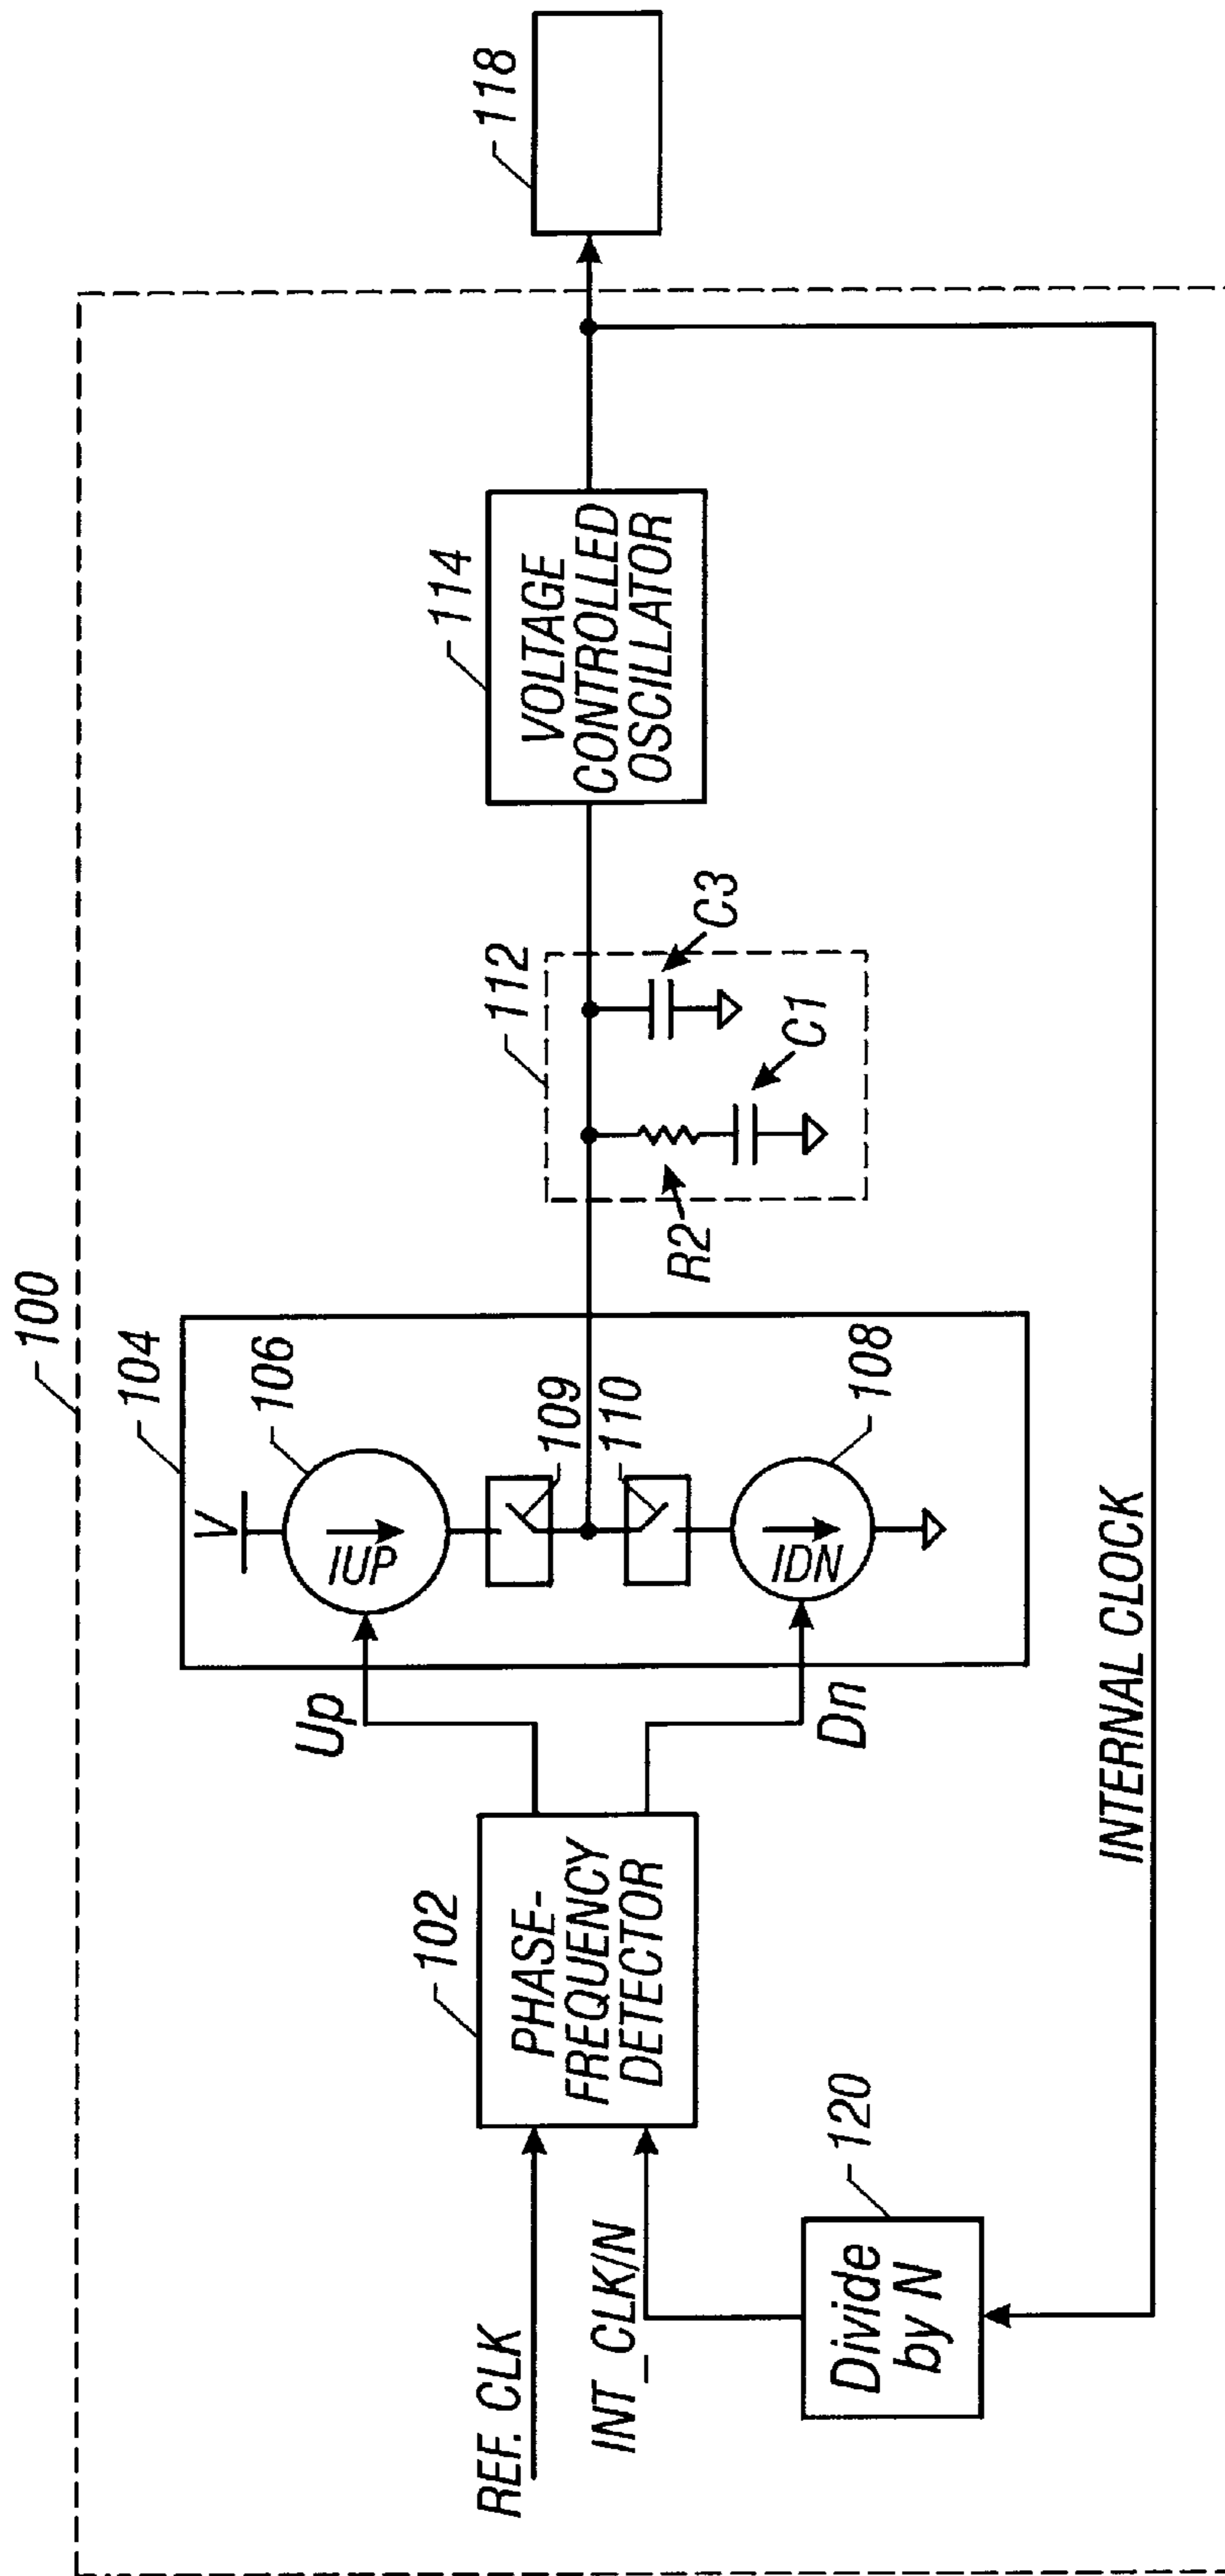 100
104
V
106
IUP
109
110
IDN
108
Up
Dn
102
PHASE-
FREQUENCY
DETECTOR
REF. CLK
INT_CLK/N
120
Divide
by N
INTERNAL CLOCK
112
R2
C1
C3
114
VOLTAGE
CONTROLLED
OSCILLATOR
118